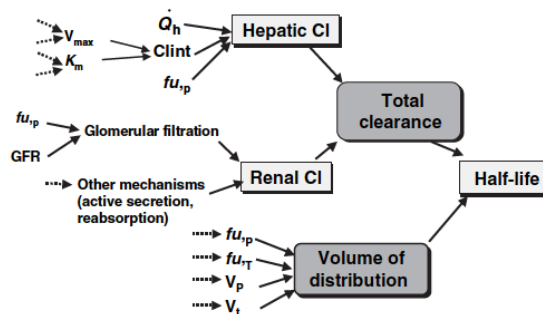 Q̇h
Hepatic Cl
Vmax
Clint
Km
fu,p
Total
clearance
fu,p
Glomerular filtration
GFR
Renal Cl
Half-life
Other mechanisms
(active secretion,
reabsorption)
fu,P
fu,T
VP
Vt
Volume of
distribution